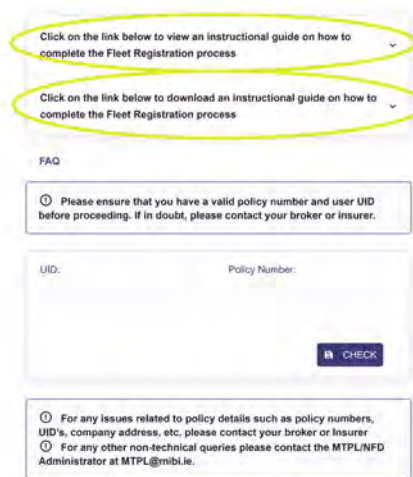 Click on the link below to view an instructional guide on how to
complete the Fleet Registration process
Click on the link below to download an instructional guide on how to
complete the Fleet Registration process
FAQ
Please ensure that you have a valid policy number and user UID
before proceeding. If in doubt, please contact your broker or insurer.
UID: Policy Number:
CHECK
For any issues related to policy details such as policy numbers,
UID's, company address, etc, please contact your broker or Insurer
For any other non-technical queries please contact the MTPL/NFD
Administrator at MTPL@mibi.ie.